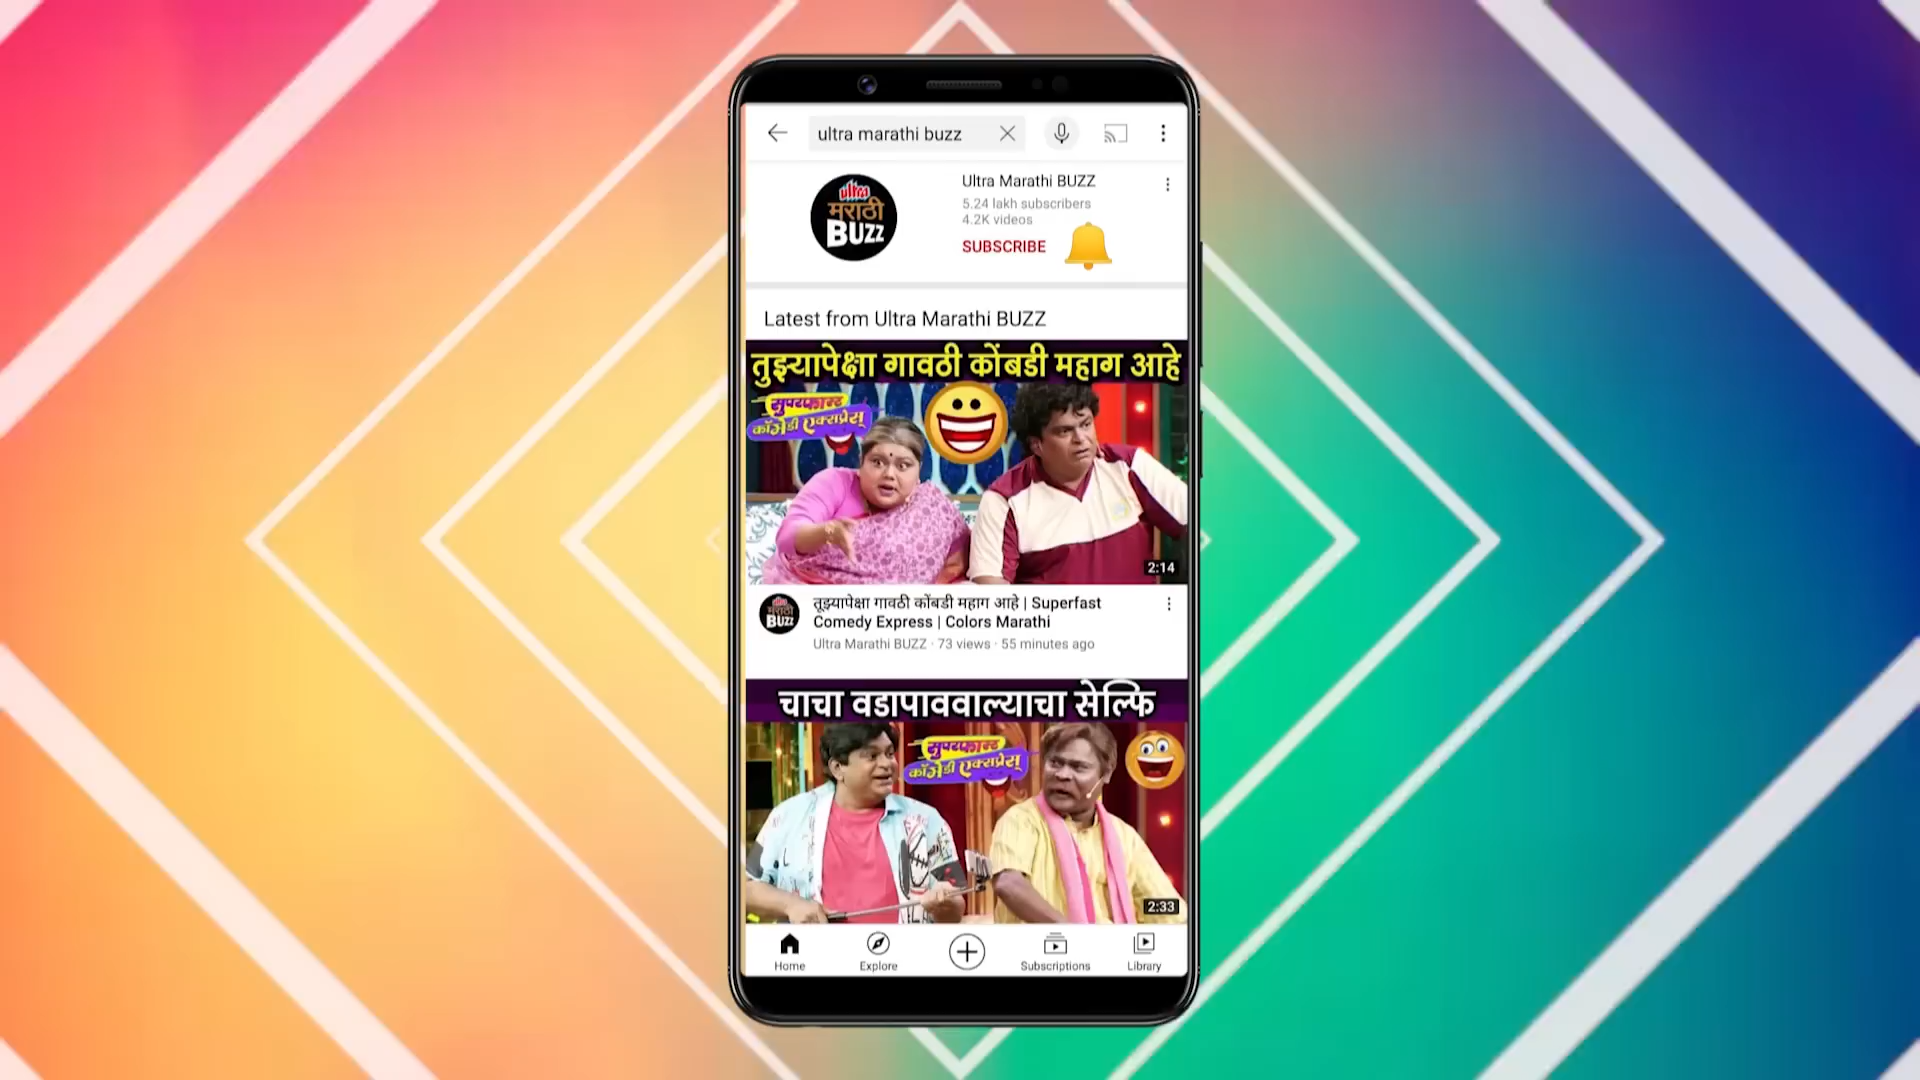 ultra marathi buzz
ultra
मराठी
BUZZ
Ultra Marathi BUZZ
5.24 lakh subscribers
4.2K videos
SUBSCRIBE
Latest from Ultra Marathi BUZZ
तुझ्यापेक्षा गावठी कोंबडी महाग आहे
सुपरफास्ट
कॉमेडी एक्सप्रेस्
2:14
ultra
मराठी
BUZZ
तूझ्यापेक्षा गावठी कोंबडी महाग आहे | Superfast
Comedy Express | Colors Marathi
Ultra Marathi BUZZ · 73 views · 55 minutes ago
चाचा वडापाववाल्याचा सेल्फि
सुपरफास्ट
कॉमेडी एक्सप्रेस्
2:33
Home
Explore
Subscriptions
Library